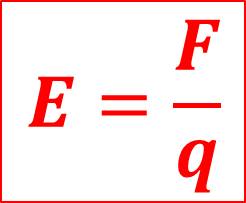 E = F/q